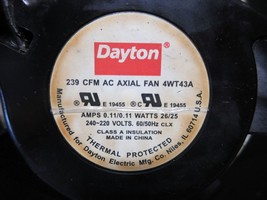 Dayton
239 CFM AC AXIAL FAN 4WT43A
E 19455 E 19455
AMPS 0.11/0.11 WATTS 26/25
240~220 VOLTS. 60/50Hz CLX
CLASS A INSULATION
MADE IN CHINA
THERMAL PROTECTED
Manufactured for Dayton Electric Mfg. Co. Niles, IL 60714 U.S.A.